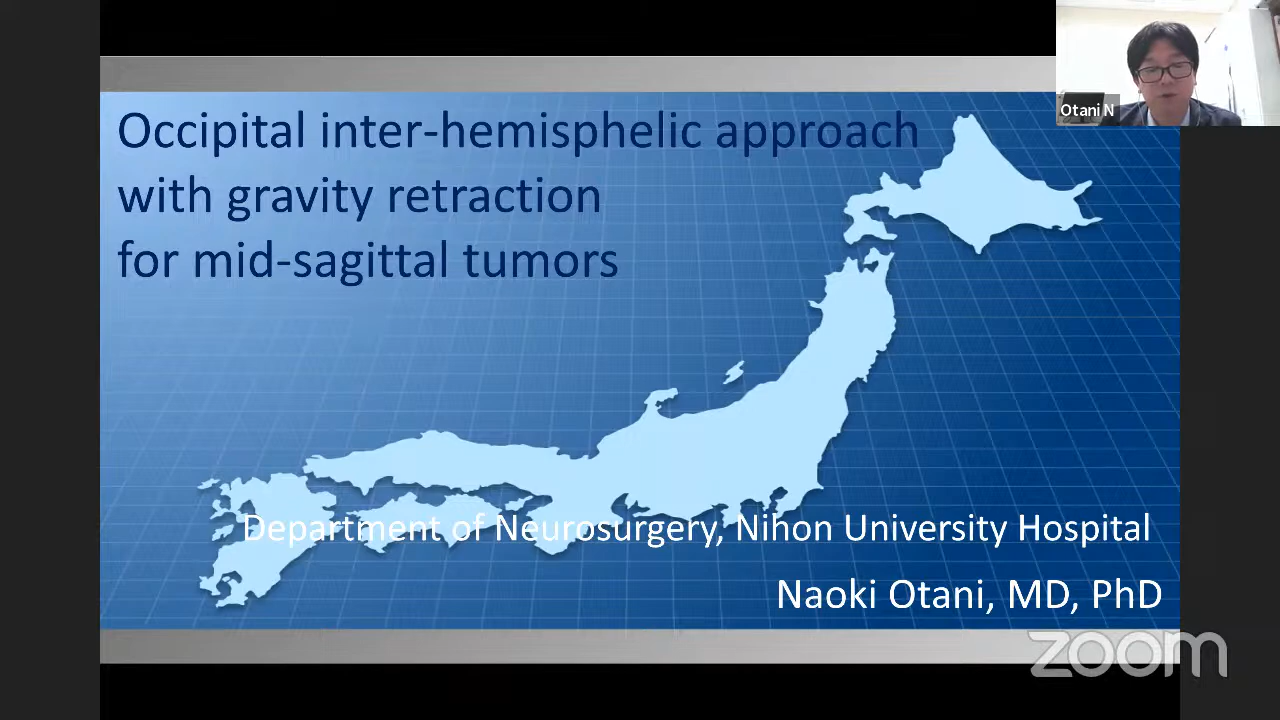 Otani N
Occipital inter-hemisphelic approach
with gravity retraction
for mid-sagittal tumors
Department of Neurosurgery, Nihon University Hospital
Naoki Otani, MD, PhD
zoom